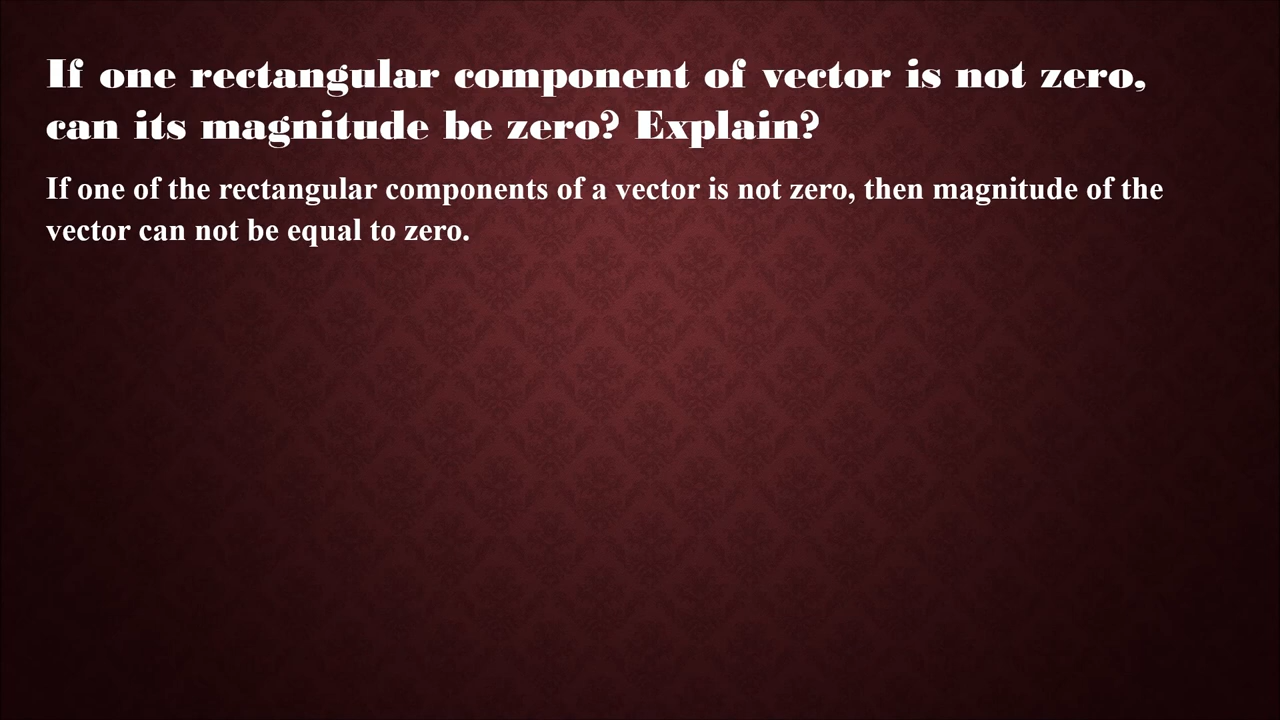 If one rectangular component of vector is not zero,
can its magnitude be zero? Explain?
If one of the rectangular components of a vector is not zero, then magnitude of the
vector can not be equal to zero.